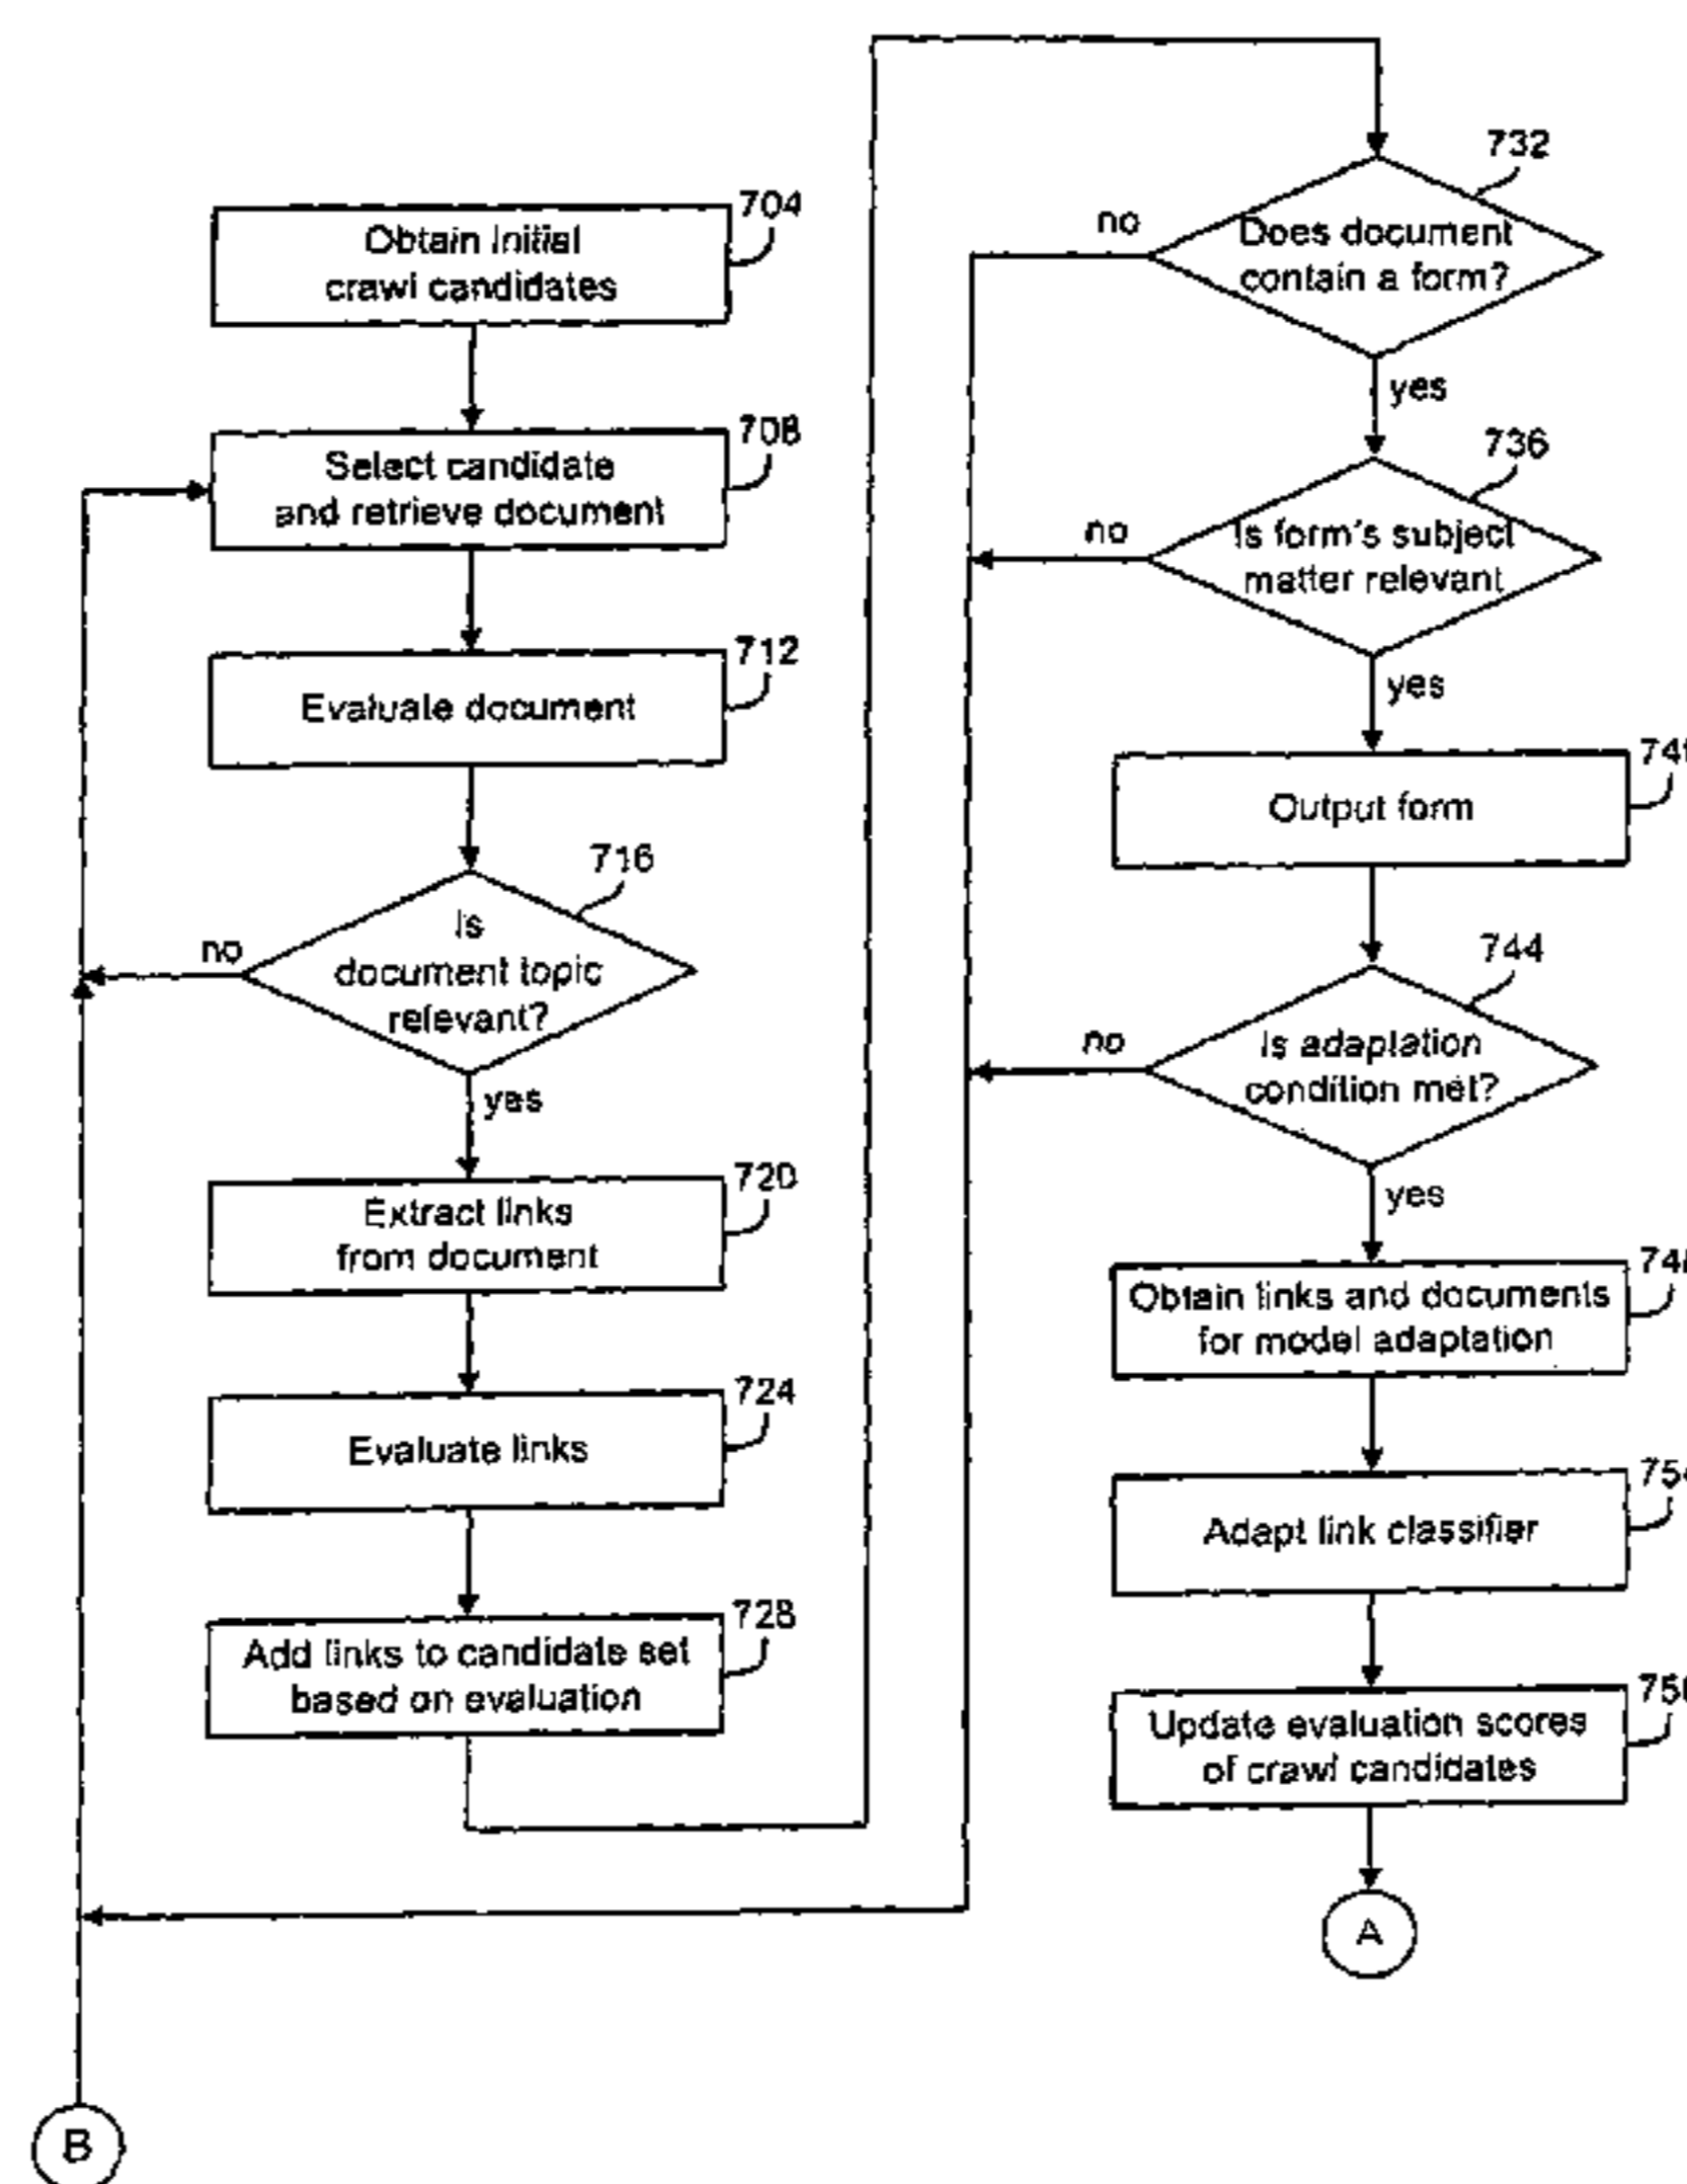 704
Obtain initial
crawl candidates
708
Select candidate
and retrieve document
712
Evaluate document
716
Is
document topic
relevant?
no
yes
720
Extract links
from document
724
Evaluate links
728
Add links to candidate set
based on evaluation
B
732
Does document
contain a form?
no
yes
736
Is form's subject
matter relevant
no
yes
Output form
744
Is adaptation
condition met?
no
yes
Obtain links and documents
for model adaptation
Adapt link classifier
Update evaluation scores
of crawl candidates
A